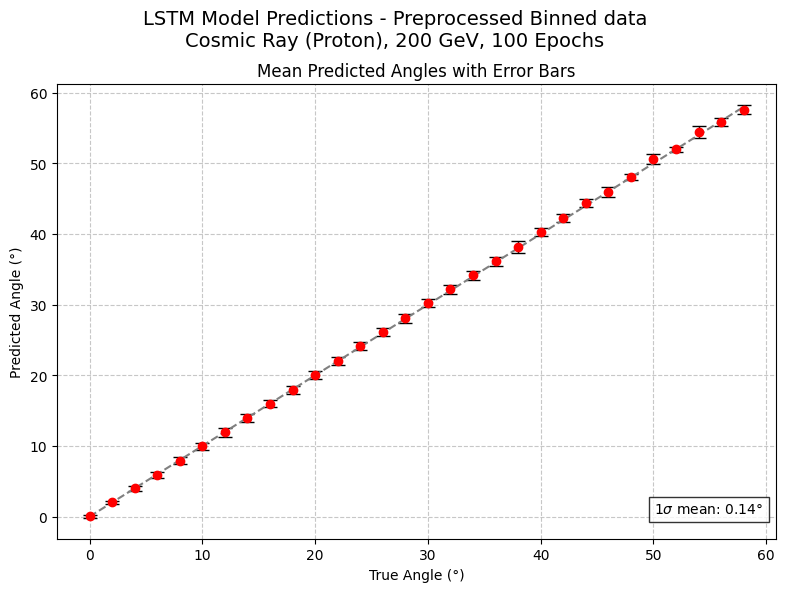 LSTM Model Predictions - Preprocessed Binned data
Cosmic Ray (Proton), 200 GeV, 100 Epochs
Mean Predicted Angles with Error Bars
Predicted Angle (°)
60
50
40
30
20
10
0
1σ mean: 0.14°
0 10 20 30 40 50 60
True Angle (°)